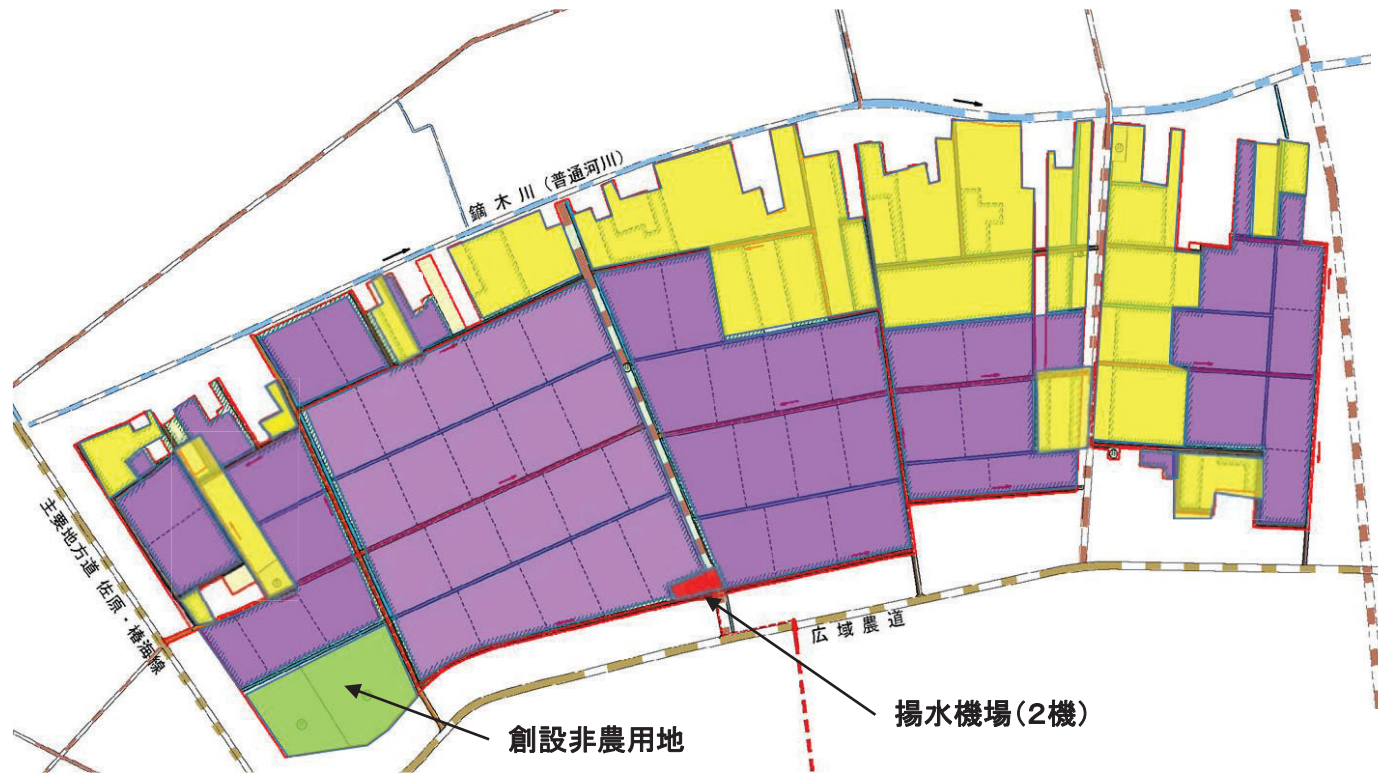 鏑木川(普通河川)
主要地方道 佐原・椿海線
広域農道
揚水機場(2機)
創設非農用地